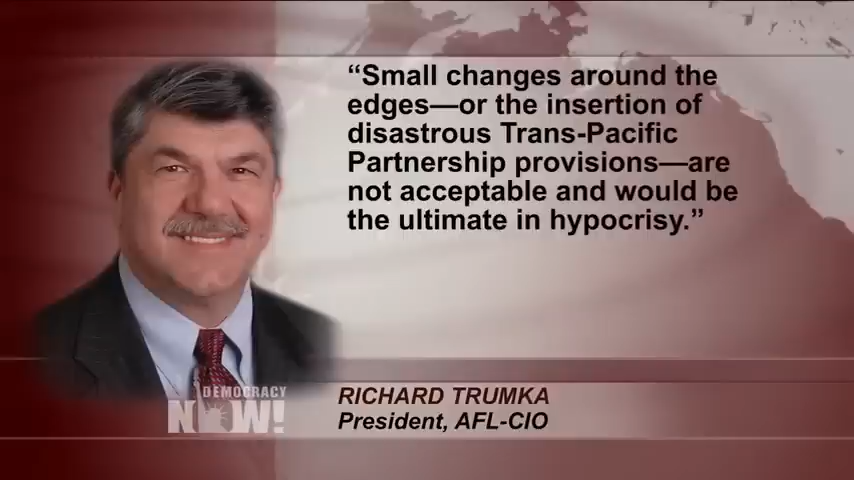 “Small changes around the
edges—or the insertion of
disastrous Trans-Pacific
Partnership provisions—are
not acceptable and would be
the ultimate in hypocrisy.”
RICHARD TRUMKA
President, AFL-CIO
DEMOCRACY
NOW!